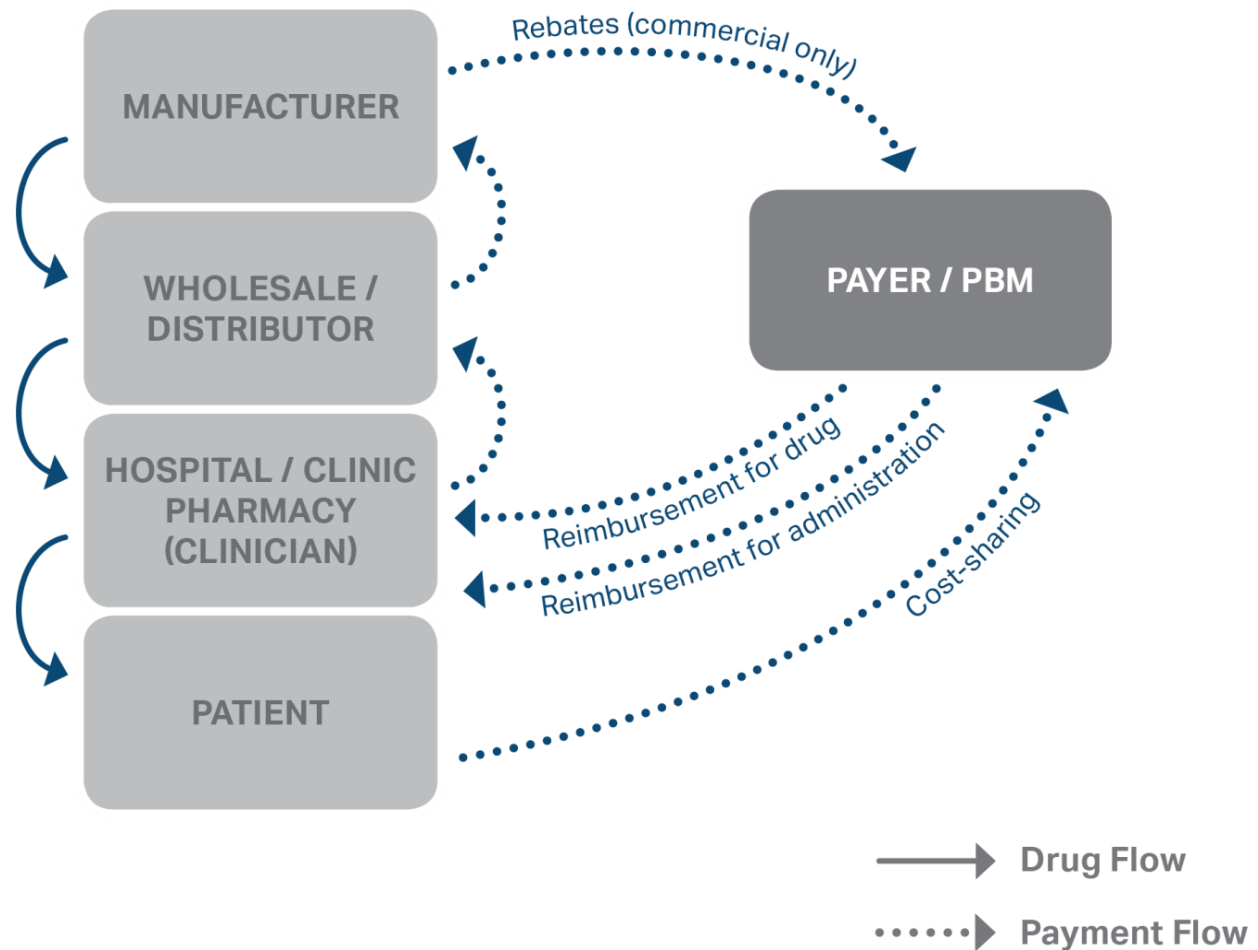 Rebates (commercial only)
MANUFACTURER
WHOLESALE /
DISTRIBUTOR
PAYER / PBM
HOSPITAL / CLINIC
PHARMACY
(CLINICIAN)
Reimbursement for drug
Reimbursement for administration
Cost-sharing
PATIENT
Drug Flow
Payment Flow